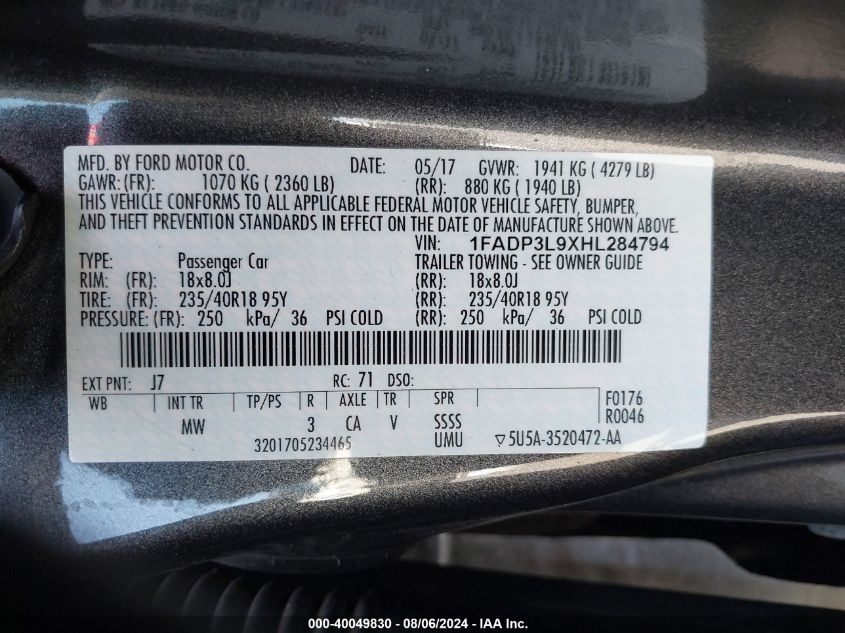 MFD. BY FORD MOTOR CO. DATE: 05/17 GVWR: 1941 KG ( 4279 LB)
GAWR:(FR): 1070 KG ( 2360 LB) (RR): 880 KG ( 1940 LB)
THIS VEHICLE CONFORMS TO ALL APPLICABLE FEDERAL MOTOR VEHICLE SAFETY, BUMPER,
AND THEFT PREVENTION STANDARDS IN EFFECT ON THE DATE OF MANUFACTURE SHOWN ABOVE.
VIN: 1FADP3L9XHL284794
TYPE: Passenger Car TRAILER TOWING - SEE OWNER GUIDE
RIM: (FR): 18x8.0J (RR): 18x8.0J
TIRE: (FR): 235/40R18 95Y (RR): 235/40R18 95Y
PRESSURE: (FR): 250 kPa/ 36 PSI COLD (RR): 250 kPa/ 36 PSI COLD
EXT PNT: J7 RC: 71 DSO:
WB INT TR TP/PS R AXLE TR SPR F0176
MW 3 CA V SSSS R0046
3201705234465 UMU ▽5U5A-3520472-AA
000-40049830 - 08/06/2024 - IAA Inc.